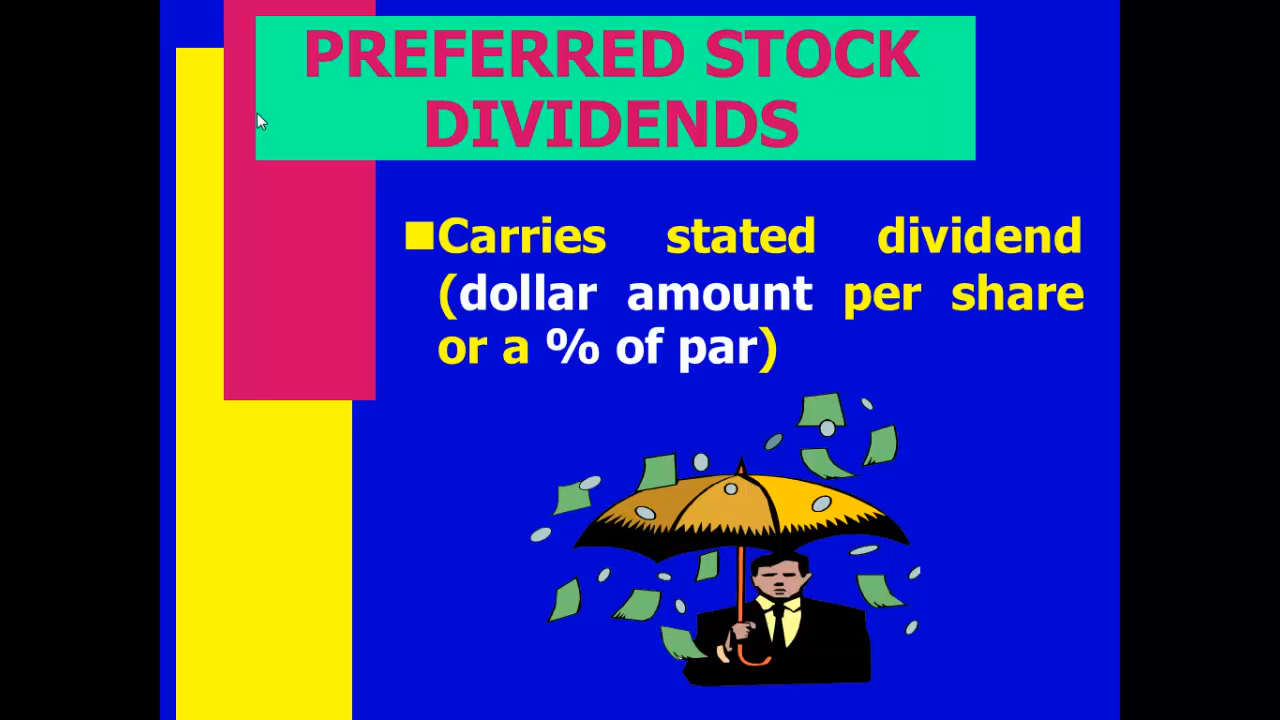 PREFERRED STOCK
DIVIDENDS
Carries stated dividend
(dollar amount per share
or a % of par)